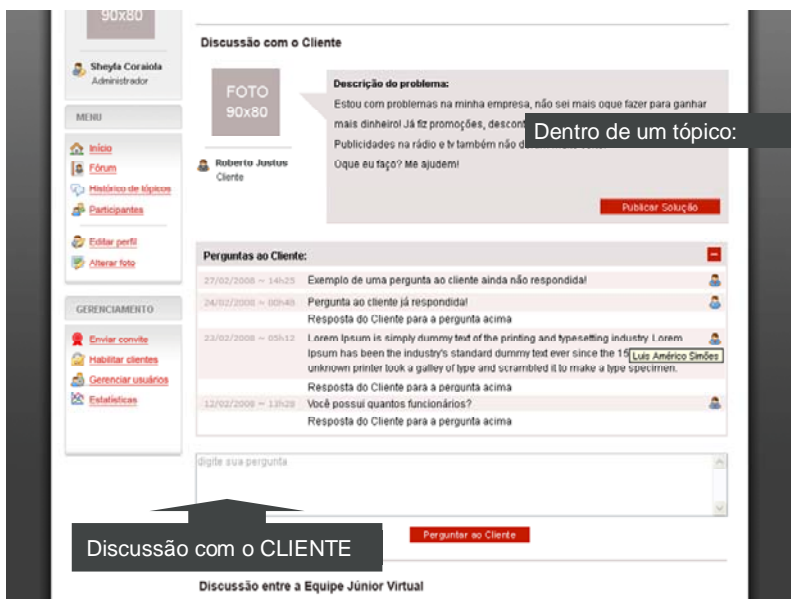 90x80
Sheyla Coraiola
Administrador
MENU
Início
Fórum
Histórico de tópicos
Participantes
Editar perfil
Alterar foto
GERENCIAMENTO
Enviar convite
Habilitar clientes
Gerenciar usuários
Estatísticas
Discussão com o Cliente
FOTO
90x80
Roberto Justus
Cliente
Descrição do problema:
Estou com problemas na minha empresa, não sei mais oque fazer para ganhar
mais dinheiro! Já fiz promoções, descont
Publicidades na rádio e tv também não
Oque eu faço? Me ajudem!
Dentro de um tópico:
Publicar Solução
Perguntas ao Cliente:
27/02/2008 ~ 14h25 Exemplo de uma pergunta ao cliente ainda não respondida!
24/02/2008 ~ 00h48 Pergunta ao cliente já respondida!
Resposta do Cliente para a pergunta acima
23/02/2008 ~ 05h12 Lorem Ipsum is simply dummy text of the printing and typesetting industry. Lorem
Ipsum has been the industry's standard dummy text ever since the 15
Luis Américo Simões
unknown printer took a galley of type and scrambled it to make a type specimen.
Resposta do Cliente para a pergunta acima
12/02/2008 ~ 13h28 Você possui quantos funcionários?
Resposta do Cliente para a pergunta acima
digite sua pergunta
Perguntar ao Cliente
Discussão com o CLIENTE
Discussão entre a Equipe Júnior Virtual